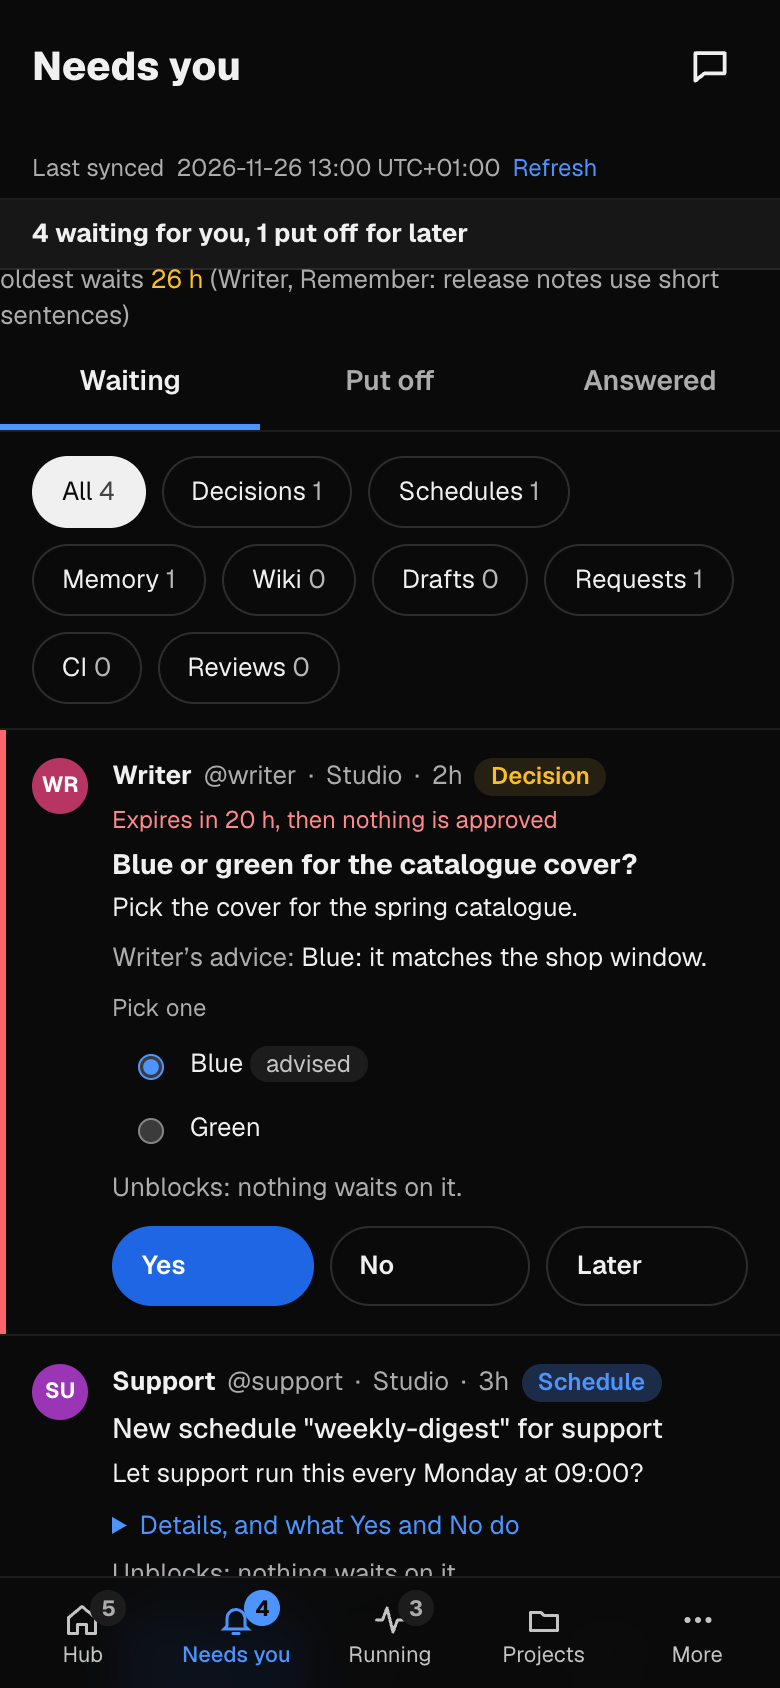 Needs you
Last synced 2026-11-26 13:00 UTC+01:00 Refresh
4 waiting for you, 1 put off for later
oldest waits 26 h (Writer, Remember: release notes use short
sentences)
Waiting Put off Answered
All 4 Decisions 1 Schedules 1
Memory 1 Wiki 0 Drafts 0 Requests 1
CI 0 Reviews 0
WR Writer @writer · Studio · 2h Decision
Expires in 20 h, then nothing is approved
Blue or green for the catalogue cover?
Pick the cover for the spring catalogue.
Writer’s advice: Blue: it matches the shop window.
Pick one
Blue advised
Green
Unblocks: nothing waits on it.
Yes No Later
SU Support @support · Studio · 3h Schedule
New schedule "weekly-digest" for support
Let support run this every Monday at 09:00?
Details, and what Yes and No do
Unblocks: nothing waits on it.
5 4 3
Hub Needs you Running Projects More